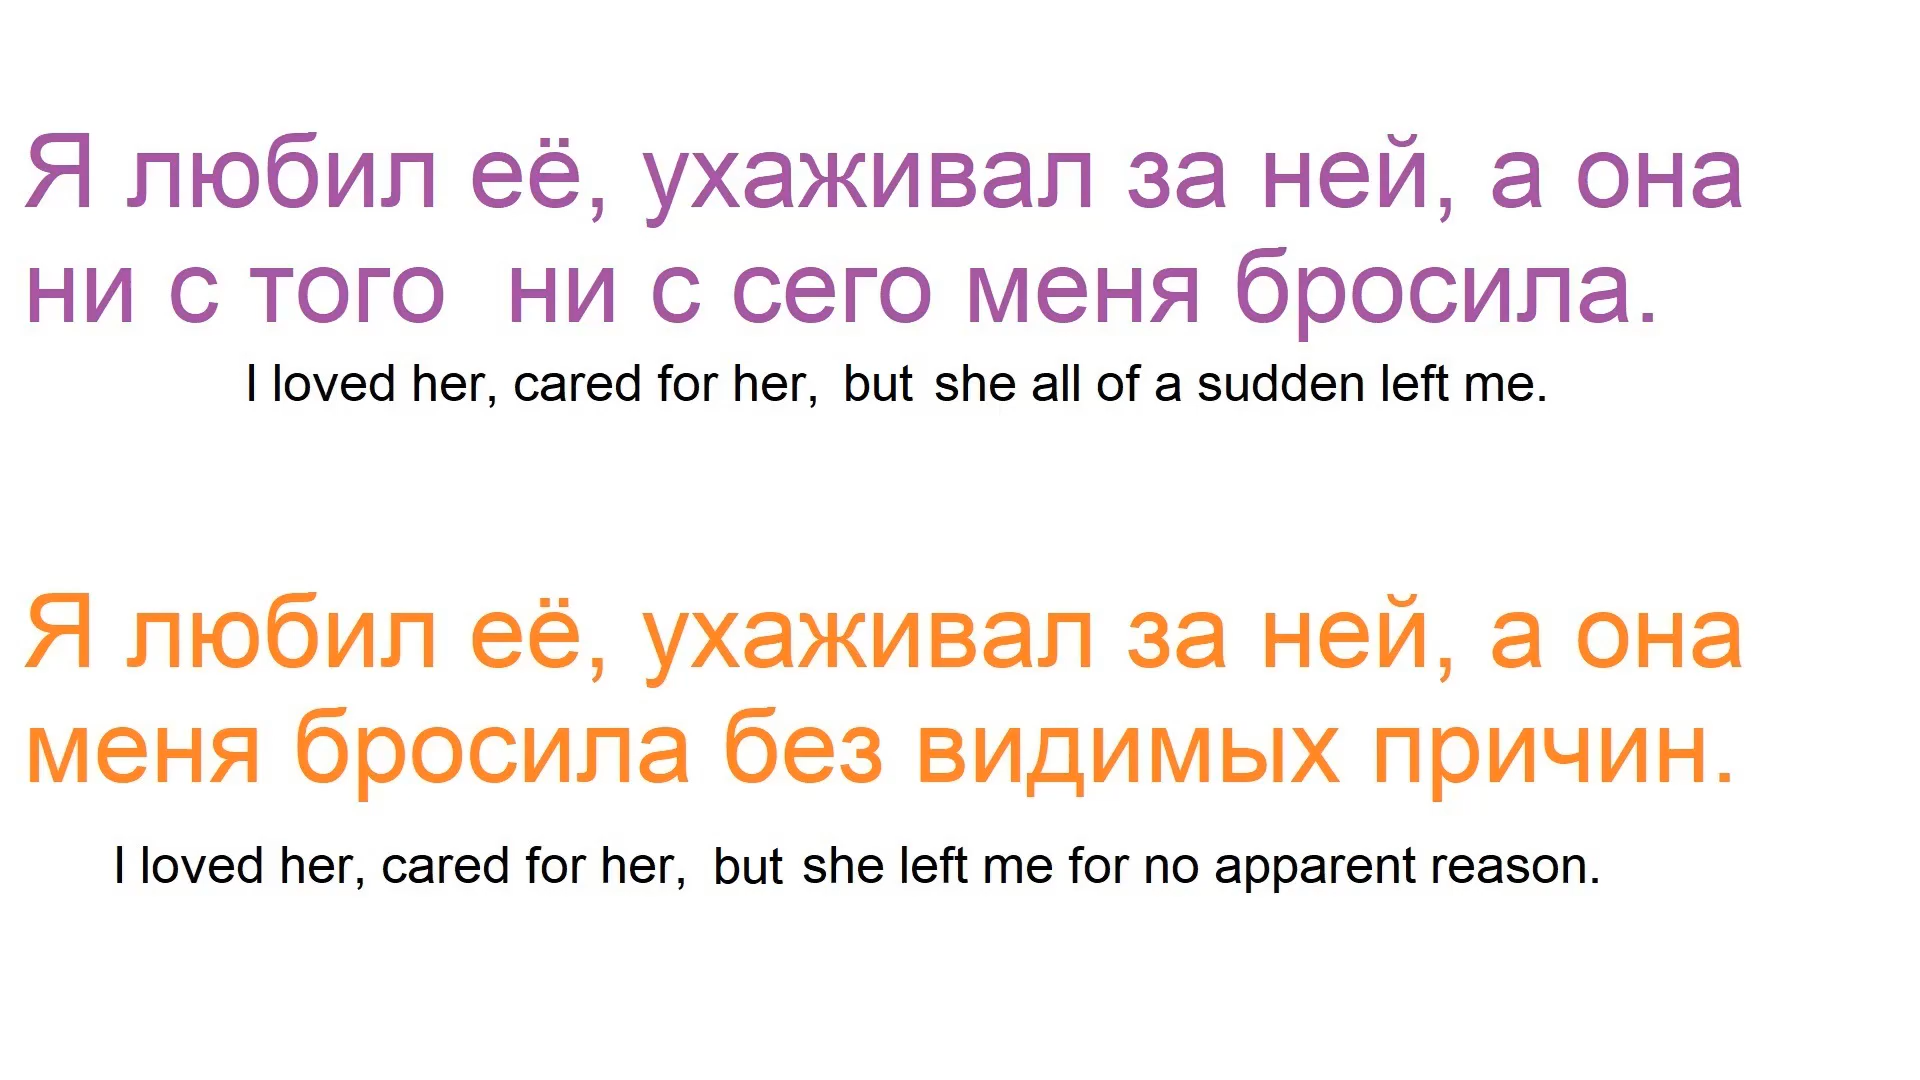 Я любил её, ухаживал за ней, а она
ни с того ни с сего меня бросила.
I loved her, cared for her, but she all of a sudden left me.
Я любил её, ухаживал за ней, а она
меня бросила без видимых причин.
I loved her, cared for her, but she left me for no apparent reason.